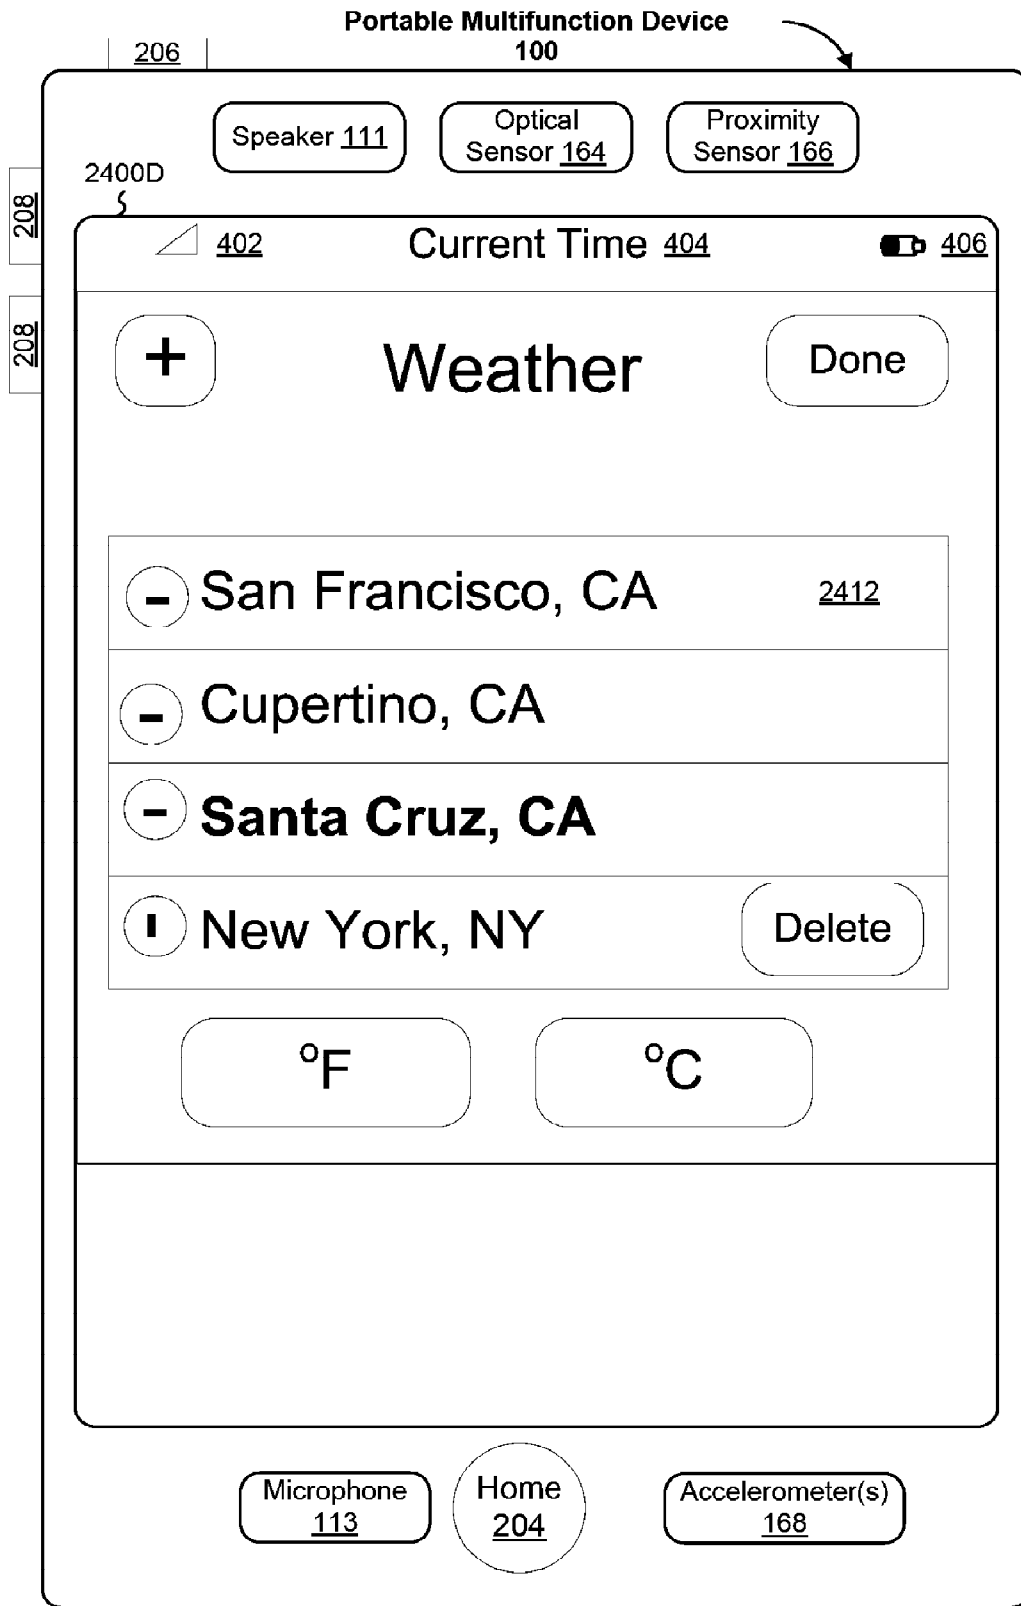 Portable Multifunction Device
100
206
Speaker 111
Optical
Sensor 164
Proximity
Sensor 166
2400D
208
208
402
Current Time 404
406
+
Weather
Done
- San Francisco, CA
2412
- Cupertino, CA
- Santa Cruz, CA
New York, NY
Delete
°F
°C
Microphone
113
Home
204
Accelerometer(s)
168